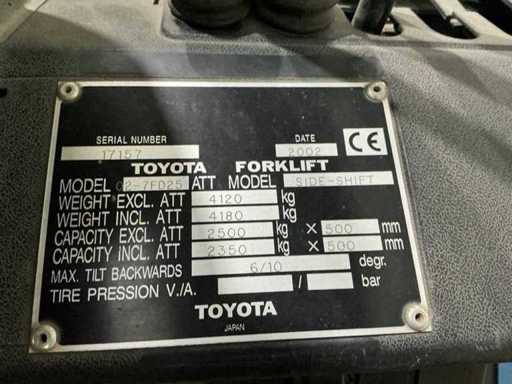 SERIAL NUMBER DATE
17157 2002 CE
TOYOTA FORKLIFT
MODEL 62-7FD25 ATT MODEL SIDE-SHIFT
WEIGHT EXCL. ATT 4120 kg
WEIGHT INCL. ATT 4180 kg
CAPACITY EXCL. ATT 2500 kg × 500 mm
CAPACITY INCL. ATT 2350 kg × 500 mm
MAX. TILT BACKWARDS 6/10 degr.
TIRE PRESSION V./A. / bar
TOYOTA
JAPAN